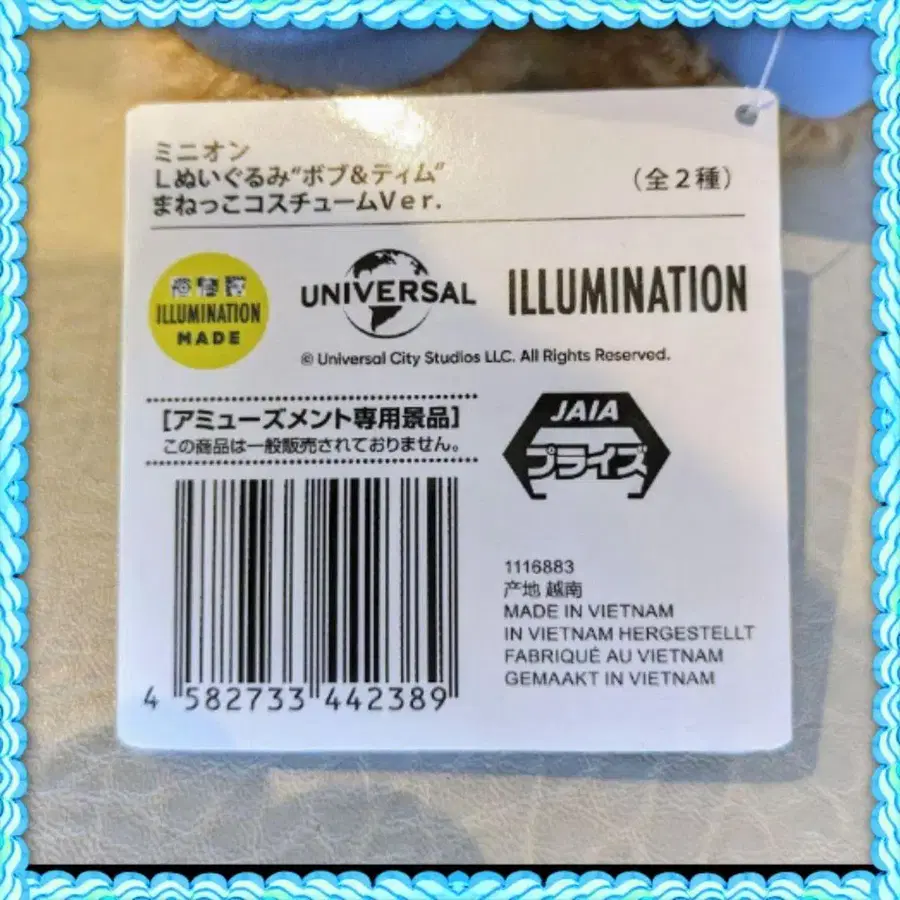 ミニオン
Lぬいぐるみ"ボブ&ティム"
まねっこコスチュームVer.
（全2種）
ILLUMINATION
MADE
UNIVERSAL
ILLUMINATION
© Universal City Studios LLC. All Rights Reserved.
[アミューズメント専用景品]
この商品は一般販売されておりません。
JAIA
プライズ
4 582733 442389
1116883
产地 越南
MADE IN VIETNAM
IN VIETNAM HERGESTELLT
FABRIQUÉ AU VIETNAM
GEMAAKT IN VIETNAM